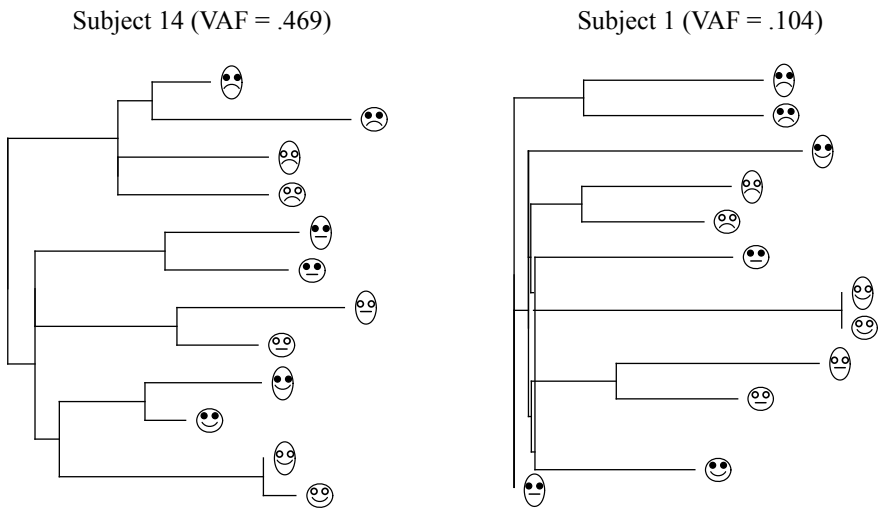 Subject 14 (VAF = .469)
Subject 1 (VAF = .104)